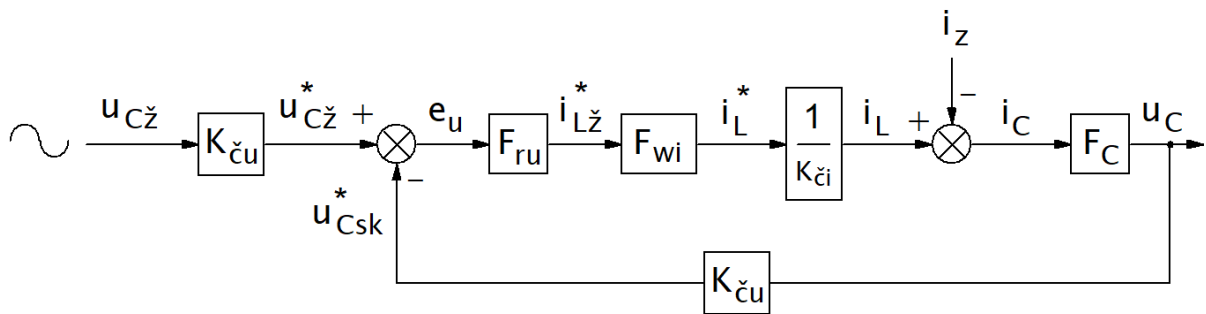 i_z
u_Cž
u*_Cž
+
e_u
i*_Lž
i*_L
1
i_L
+
−
i_C
u_C
K_ču
F_ru
F_wi
K_či
F_C
−
u*_Csk
K_ču